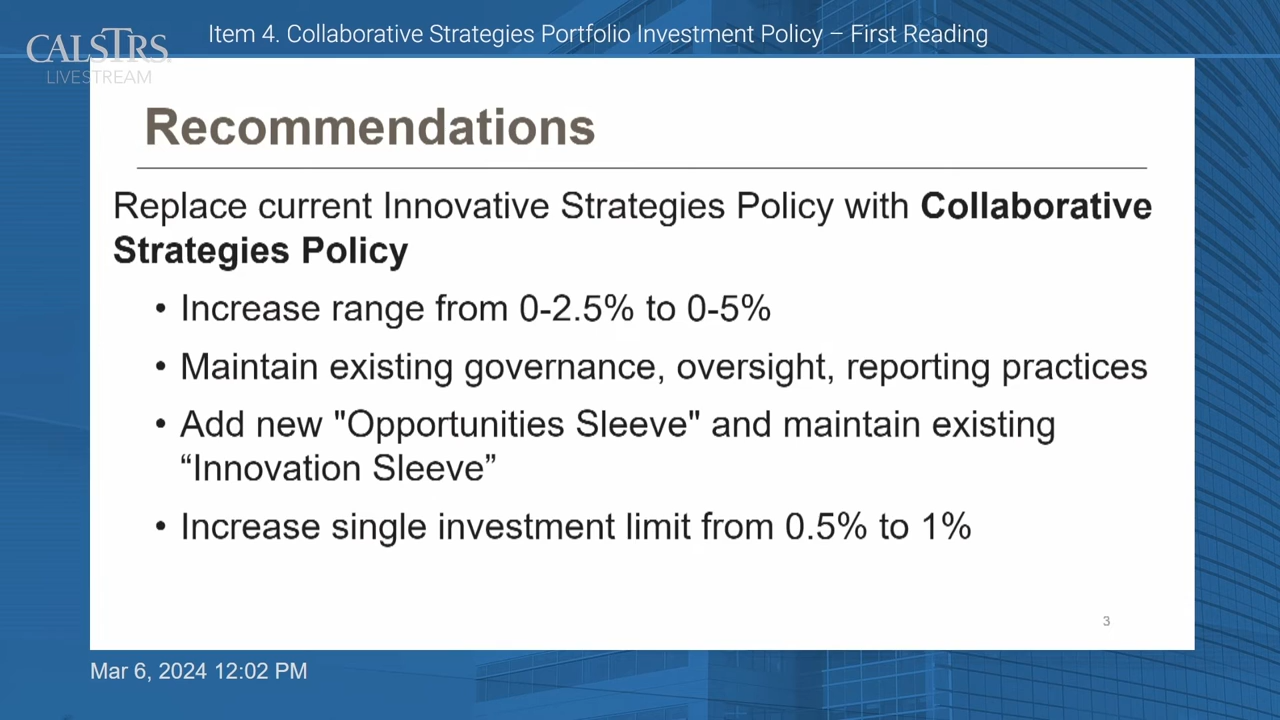 Item 4. Collaborative Strategies Portfolio Investment Policy – First Reading
CALSTRS
LIVESTREAM
Recommendations
Replace current Innovative Strategies Policy with Collaborative
Strategies Policy
• Increase range from 0-2.5% to 0-5%
• Maintain existing governance, oversight, reporting practices
• Add new "Opportunities Sleeve" and maintain existing
“Innovation Sleeve”
• Increase single investment limit from 0.5% to 1%
3
Mar 6, 2024 12:02 PM